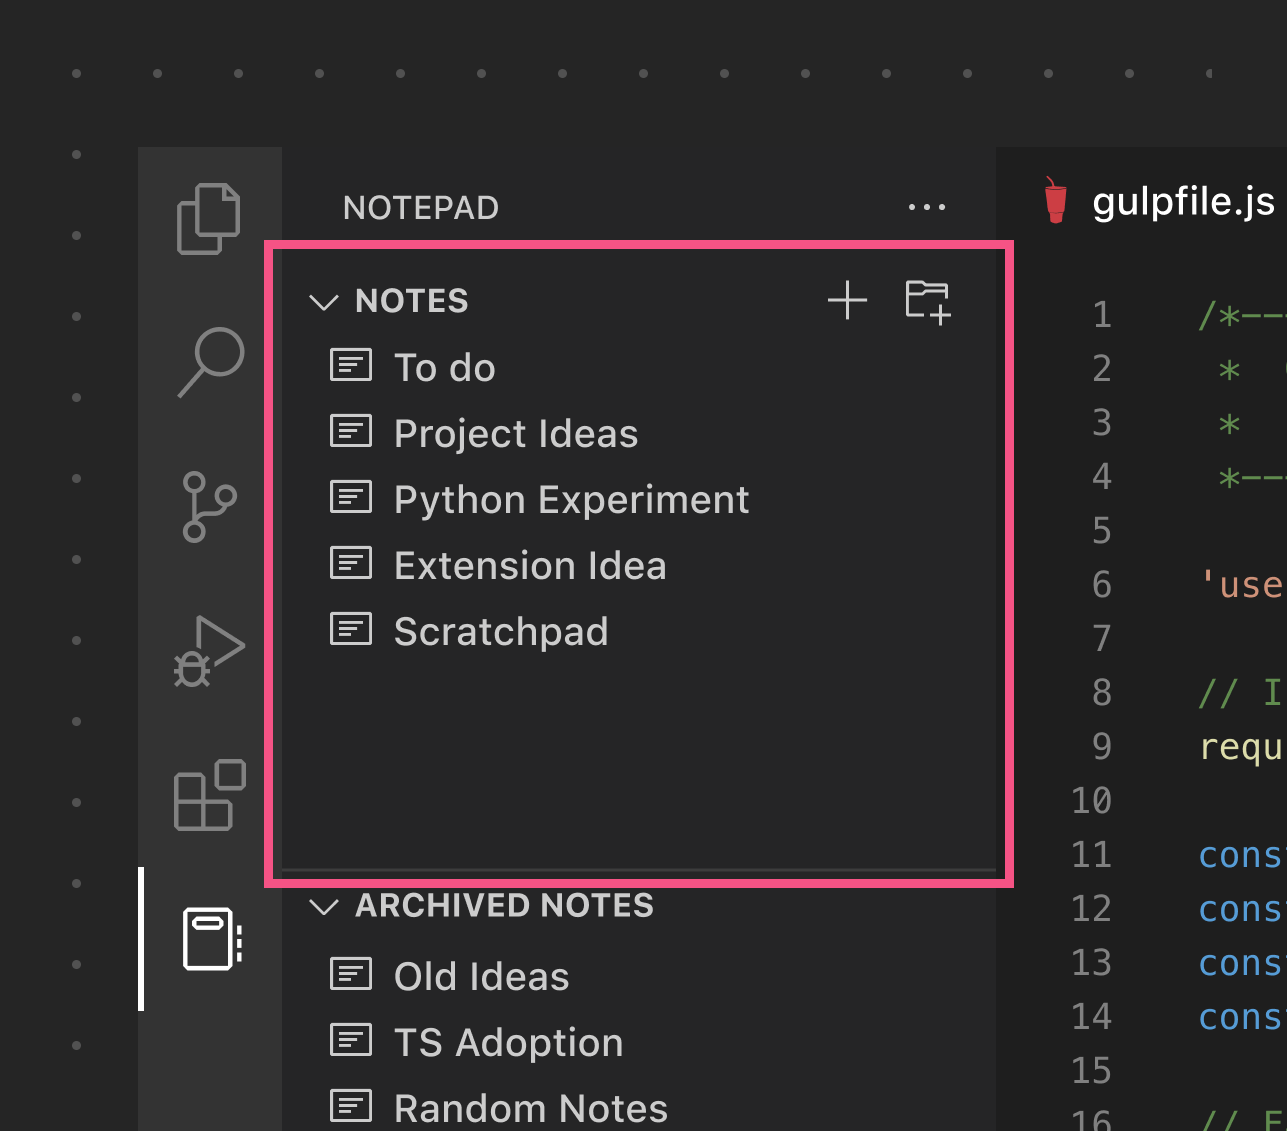 NOTEPAD
NOTES
To do
Project Ideas
Python Experiment
Extension Idea
Scratchpad
ARCHIVED NOTES
Old Ideas
TS Adoption
Random Notes
gulpfile.js
1 /*---
2 *
3 *
4 *---
5
6 'use
7
8 // I
9 requ
10
11 cons
12 cons
13 cons
14 cons
15
16 // E